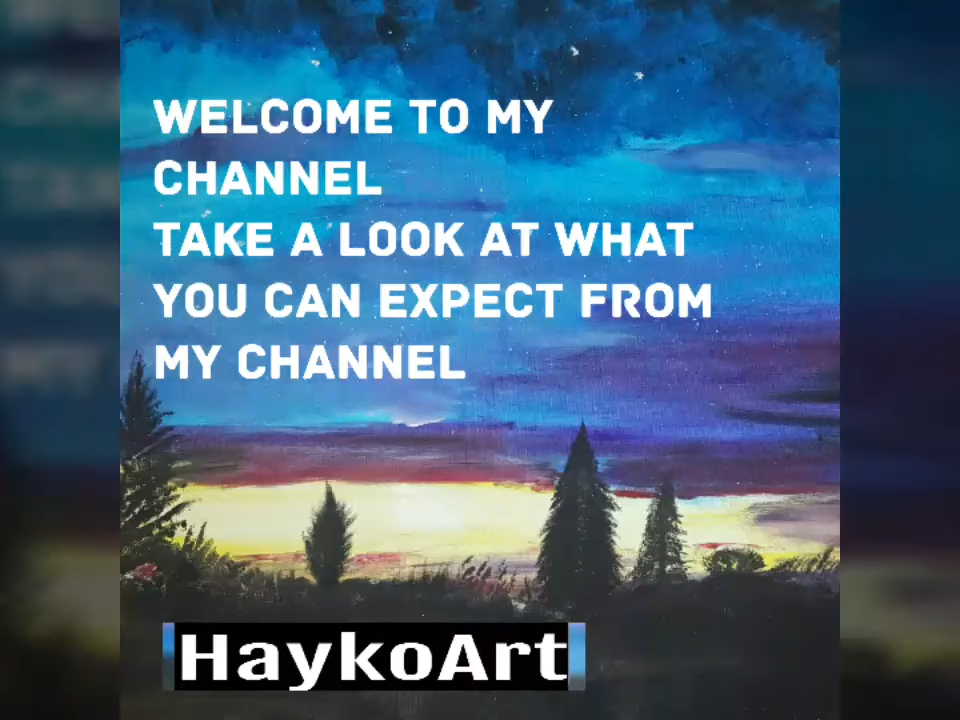 WELCOME TO MY
CHANNEL
TAKE A LOOK AT WHAT
YOU CAN EXPECT FROM
MY CHANNEL
HaykoArt